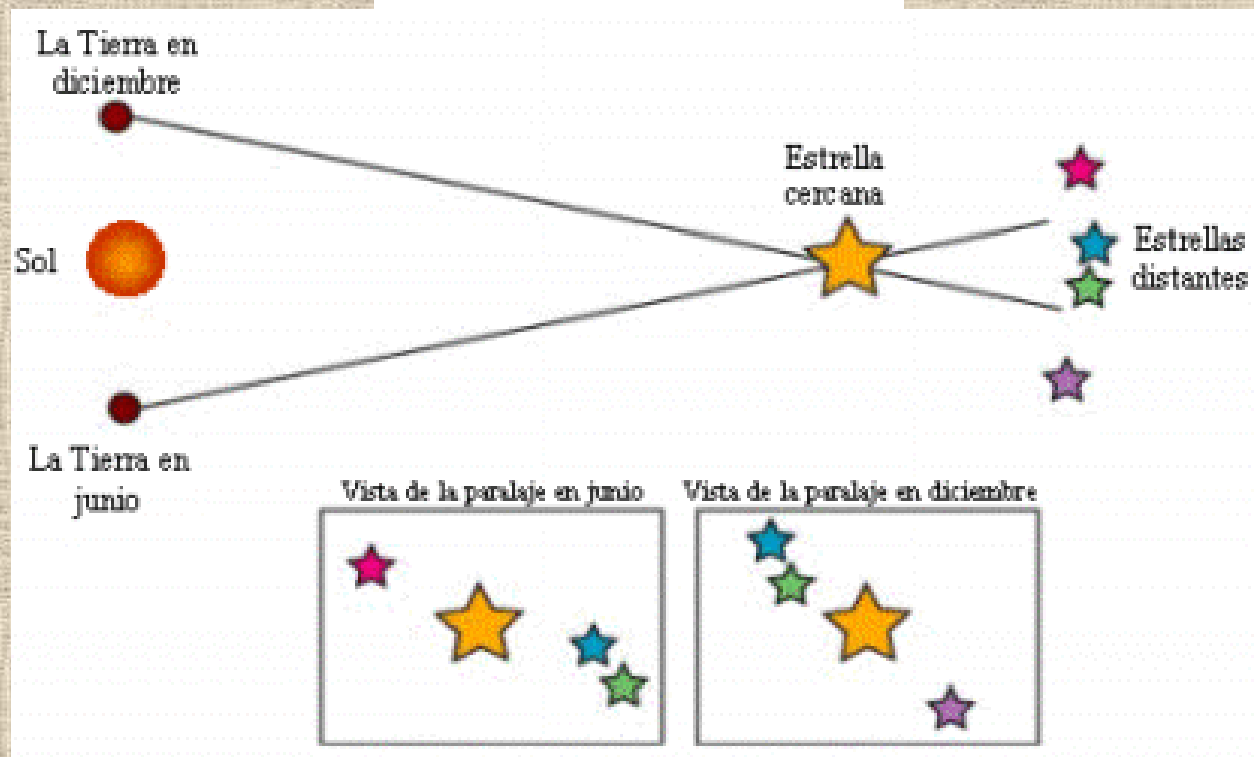 La Tierra en
diciembre
Estrella
cercana
Sol
Estrellas
distantes
La Tierra en
junio
Vista de la paralaje en junio
Vista de la paralaje en diciembre